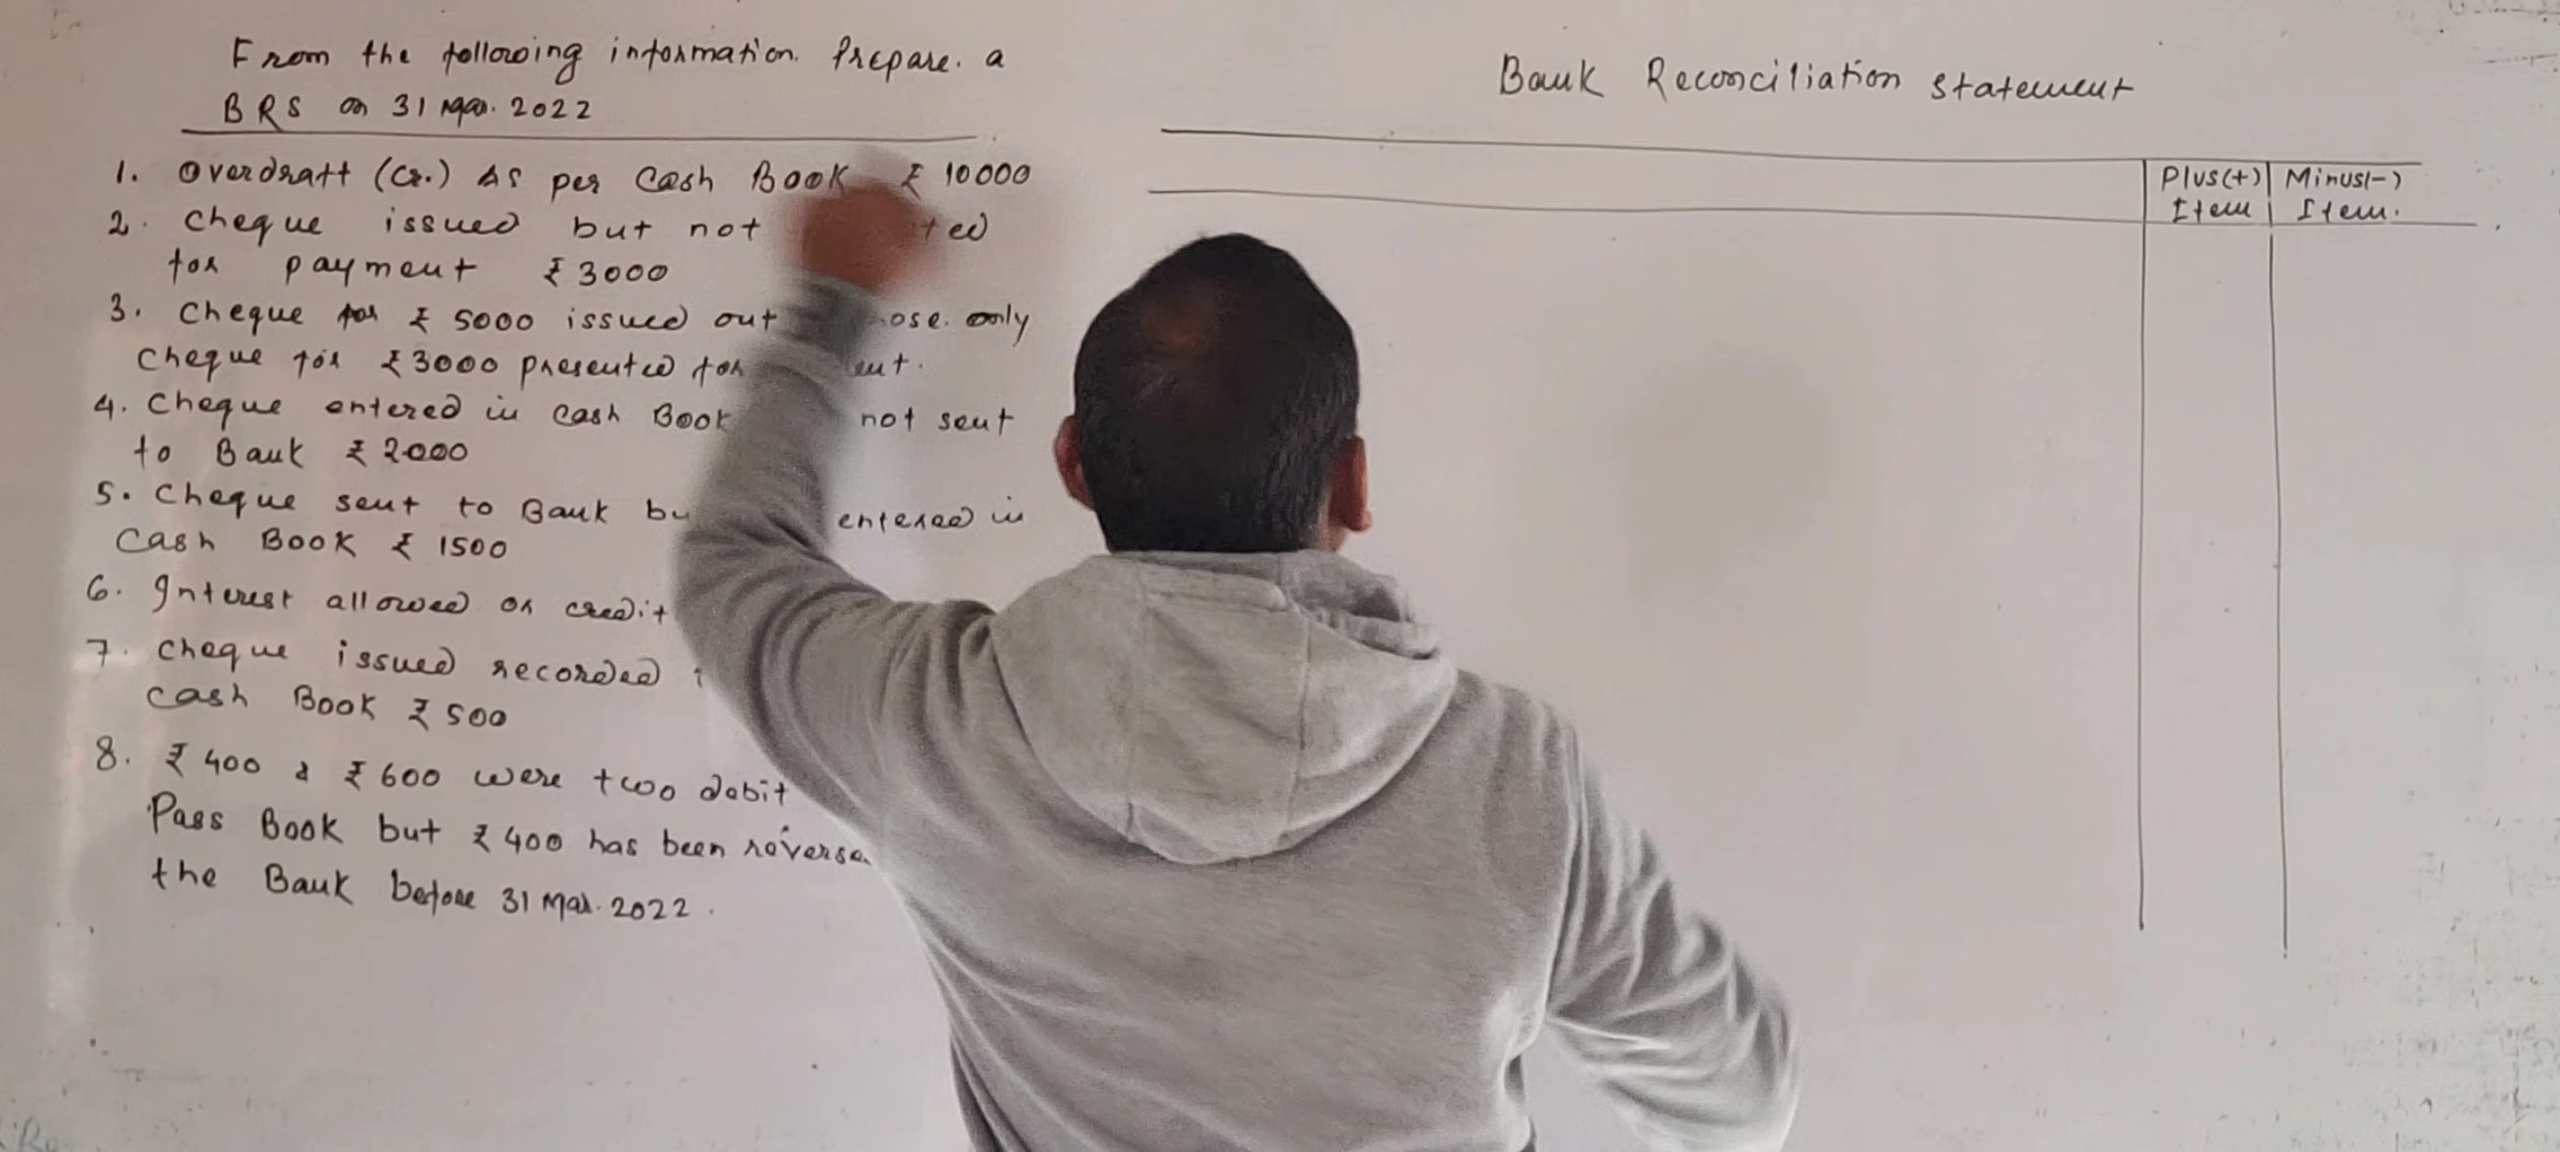 From the following information. Prepare. a
BRS on 31 Mar. 2022
1. Overdraft (Cr.) As per Cash Book ₹ 10000
2. Cheque issued but not
for payment ₹ 3000
3. Cheque for ₹ 5000 issued out only
Cheque for ₹ 3000 presented for
4. Cheque entered in Cash Book not sent
to Bank ₹ 2000
5. Cheque sent to Bank entered in
Cash Book ₹ 1500
6. Interest allowed or credit
7. Cheque issued recorded
Cash Book ₹ 500
8. ₹ 400 & ₹ 600 were two debit
Pass Book but ₹ 400 has been
the Bank before 31 Mar. 2022.
Bank Reconciliation Statement
Plus(+) Minus(-)
Item Item.